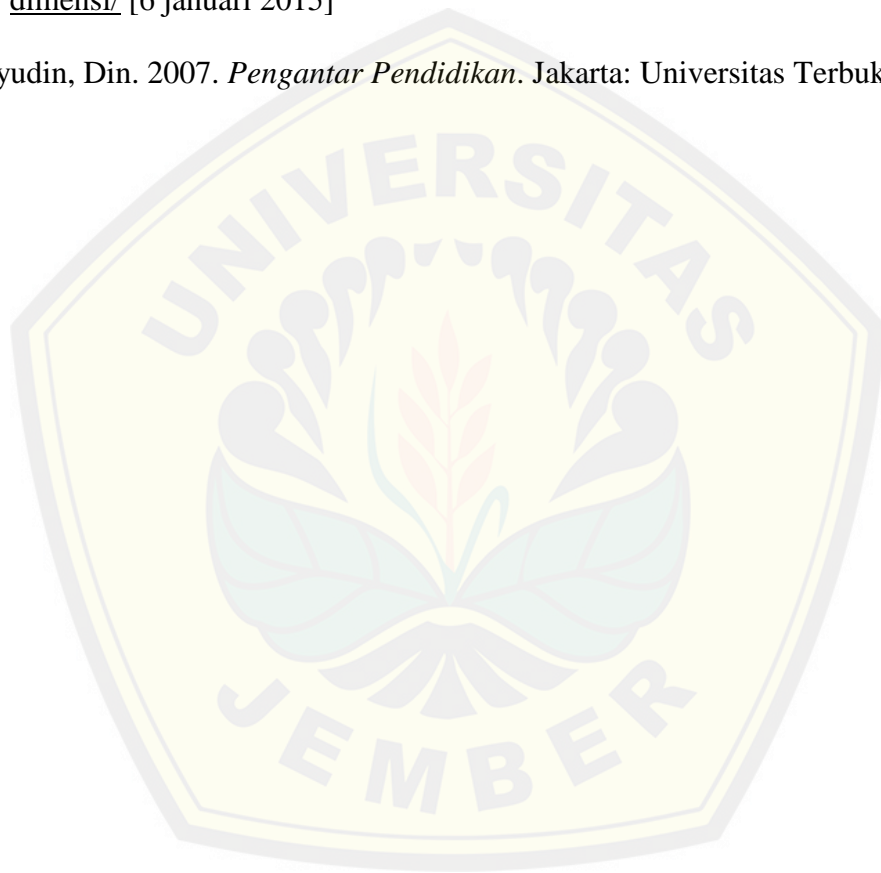 dimensi/ [6 januari 2015]
yudin, Din. 2007. Pengantar Pendidikan. Jakarta: Universitas Terbuk
UNIVERSITAS
JEMBER